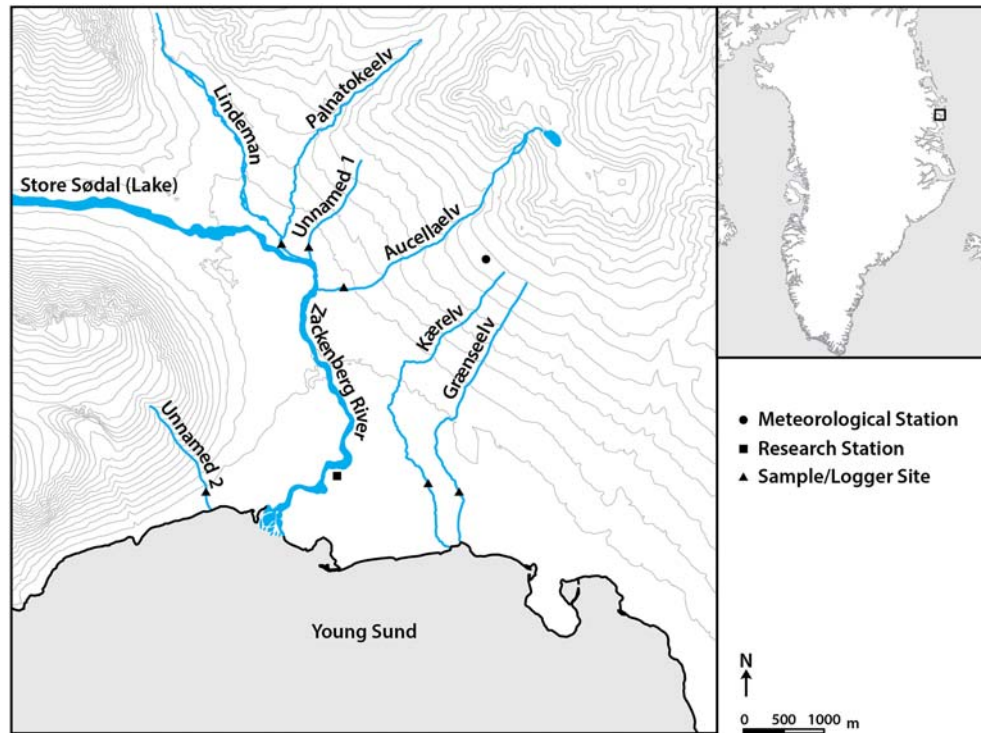 Lindeman
Palnatokeelv
Store Sødal (Lake)
Unnamed 1
Aucellaelv
Zackenberg River
Kærelv
Grænseelv
Unnamed 2
Young Sund
Meteorological Station
Research Station
Sample/Logger Site
N
0 500 1000 m